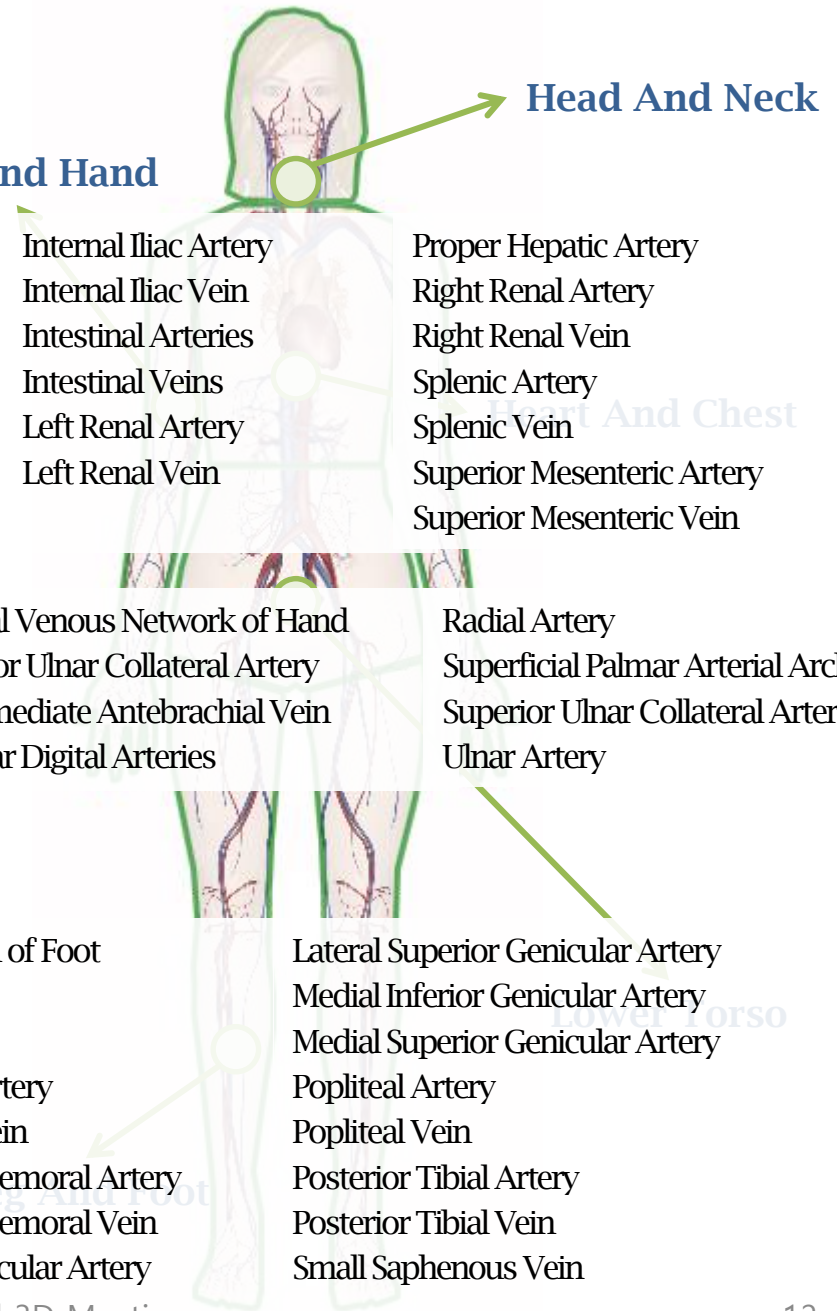 Head And Neck
nd Hand
Internal Iliac Artery
Internal Iliac Vein
Intestinal Arteries
Intestinal Veins
Left Renal Artery
Left Renal Vein
Proper Hepatic Artery
Right Renal Artery
Right Renal Vein
Splenic Artery
Splenic Vein
Superior Mesenteric Artery
Superior Mesenteric Vein
Heart And Chest
l Venous Network of Hand
or Ulnar Collateral Artery
mediate Antebrachial Vein
ar Digital Arteries
Radial Artery
Superficial Palmar Arterial Arc
Superior Ulnar Collateral Arter
Ulnar Artery
of Foot
rtery
ein
emoral Artery
emoral Vein
cular Artery
Lateral Superior Genicular Artery
Medial Inferior Genicular Artery
Medial Superior Genicular Artery
Popliteal Artery
Popliteal Vein
Posterior Tibial Artery
Posterior Tibial Vein
Small Saphenous Vein
Lower Torso
eg And Foot